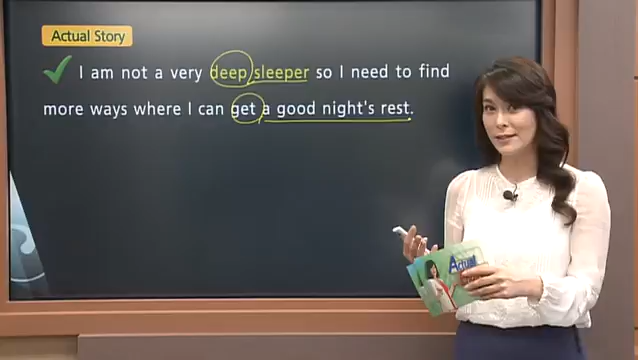 Actual Story
I am not a very deep sleeper so I need to find
more ways where I can get a good night's rest.
Actual